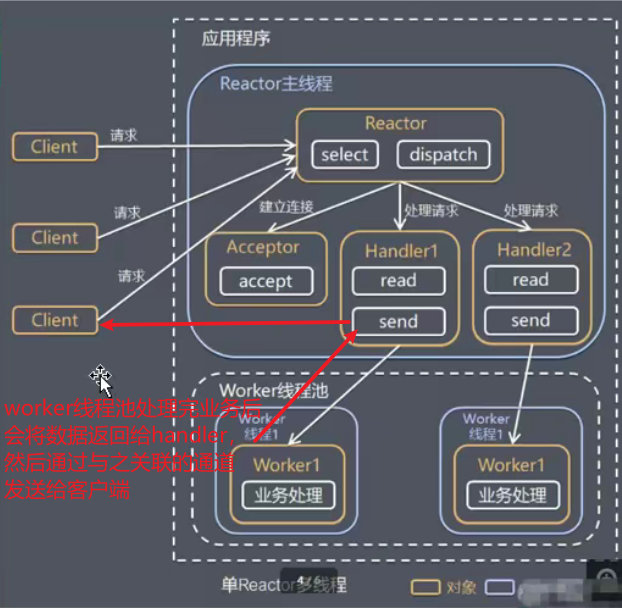 应用程序
Reactor主线程
Reactor
select
dispatch
Client
请求
Client
请求
Client
请求
建立连接
处理请求
处理请求
Acceptor
accept
Handler1
read
send
Handler2
read
send
Worker线程池
worker线程池处理完业务后
会将数据返回给handler，
然后通过与之关联的通道
发送给客户端
Worker
线程1
Worker1
业务处理
Worker
线程1
Worker1
业务处理
单Reactor多线程
对象